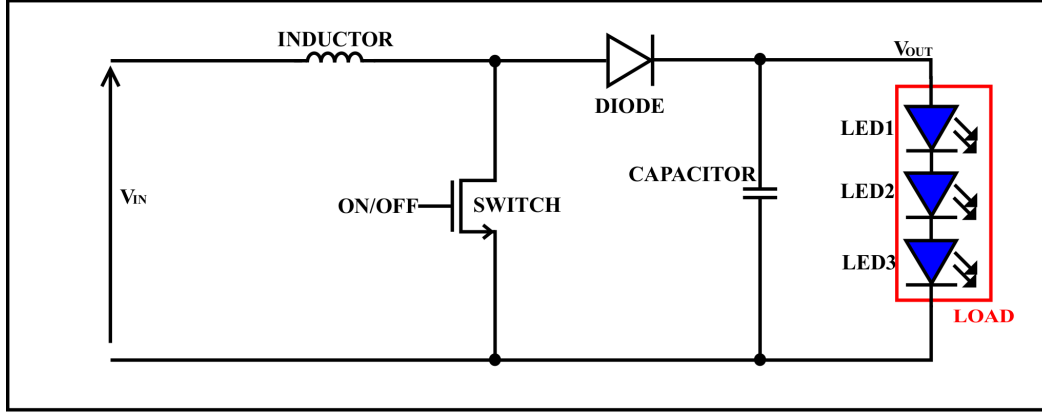 INDUCTOR
VOUT
DIODE
LED1
CAPACITOR
LED2
VIN
ON/OFF
SWITCH
LED3
LOAD